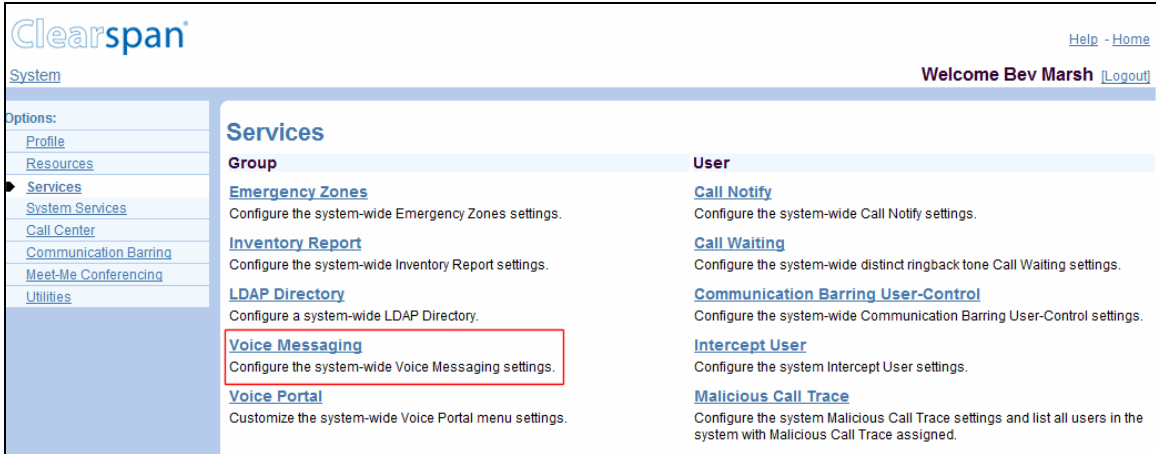 Clearspan®
Help - Home
System
Welcome Bev Marsh [Logout]
Options:
Profile
Resources
Services
System Services
Call Center
Communication Barring
Meet-Me Conferencing
Utilities
Services
Group
Emergency Zones
Configure the system-wide Emergency Zones settings.
Inventory Report
Configure the system-wide Inventory Report settings.
LDAP Directory
Configure a system-wide LDAP Directory.
Voice Messaging
Configure the system-wide Voice Messaging settings.
Voice Portal
Customize the system-wide Voice Portal menu settings.
User
Call Notify
Configure the system-wide Call Notify settings.
Call Waiting
Configure the system-wide distinct ringback tone Call Waiting settings.
Communication Barring User-Control
Configure the system-wide Communication Barring User-Control settings.
Intercept User
Configure the system Intercept User settings.
Malicious Call Trace
Configure the system Malicious Call Trace settings and list all users in the
system with Malicious Call Trace assigned.